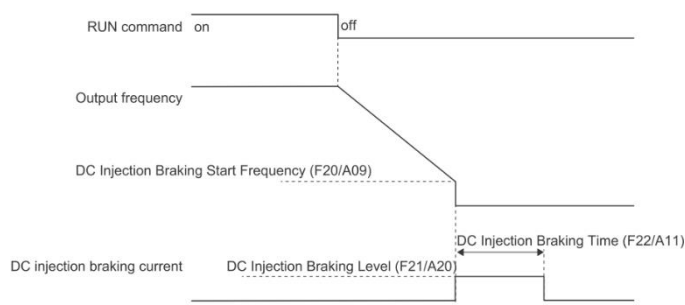 RUN command
on
off
Output frequency
DC Injection Braking Start Frequency (F20/A09)
DC Injection Braking Time (F22/A11)
DC injection braking current
DC Injection Braking Level (F21/A20)